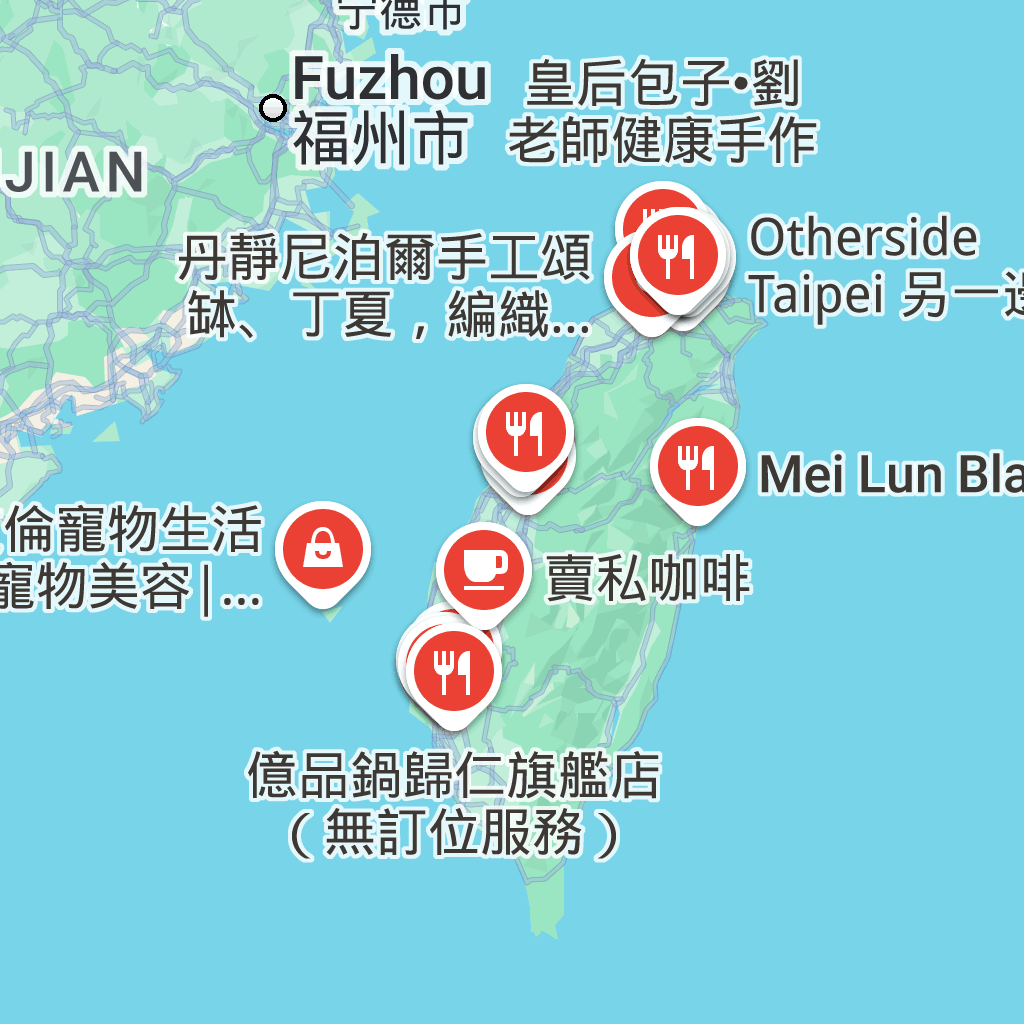 宁德市
Fuzhou
福州市
JIAN
皇后包子•劉
老師健康手作
丹靜尼泊爾手工頌
缽、丁夏，編織...
Otherside
Taipei 另一邊
Mei Lun Bla
倫寵物生活
寵物美容|...
賣私咖啡
億品鍋歸仁旗艦店
（無訂位服務）